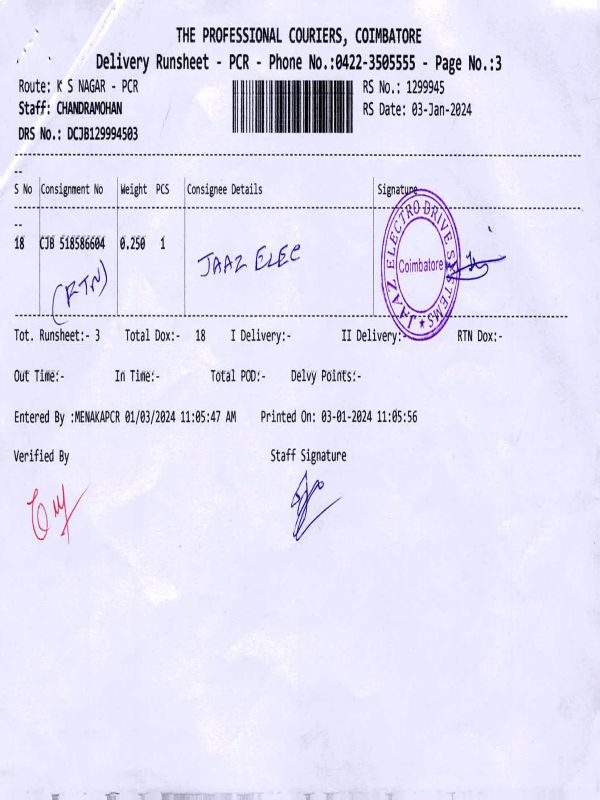 THE PROFESSIONAL COURIERS, COIMBATORE
Delivery Runsheet - PCR - Phone No.:0422-3505555 - Page No.:3
Route: K S NAGAR - PCR
RS No.: 1299945
Staff: CHANDRAMOHAN
RS Date: 03-Jan-2024
DRS No.: DCJB129994503
--
S No Consignment No Weight PCS Consignee Details Signature
--
18 CJB 518586604 0.250 1 JAAZ ELEC
(RTN)
JAAZ ELECTRO DRIVE SYSTEMS ★
Coimbatore
Tot. Runsheet:- 3 Total Dox:- 18 I Delivery:- II Delivery:- RTN Dox:-
Out Time:- In Time:- Total POD:- Delvy Points:-
Entered By :MENAKAPCR 01/03/2024 11:05:47 AM Printed On: 03-01-2024 11:05:56
Verified By Staff Signature